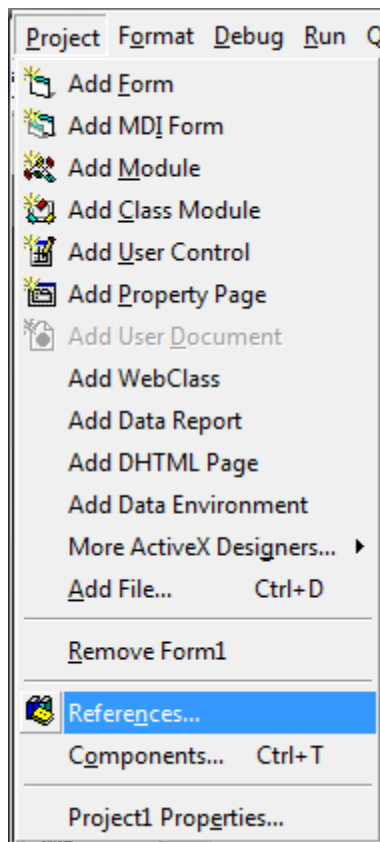 Project Format Debug Run
Add Form
Add MDI Form
Add Module
Add Class Module
Add User Control
Add Property Page
Add User Document
Add WebClass
Add Data Report
Add DHTML Page
Add Data Environment
More ActiveX Designers...
Add File... Ctrl+D
Remove Form1
References...
Components... Ctrl+T
Project1 Properties...